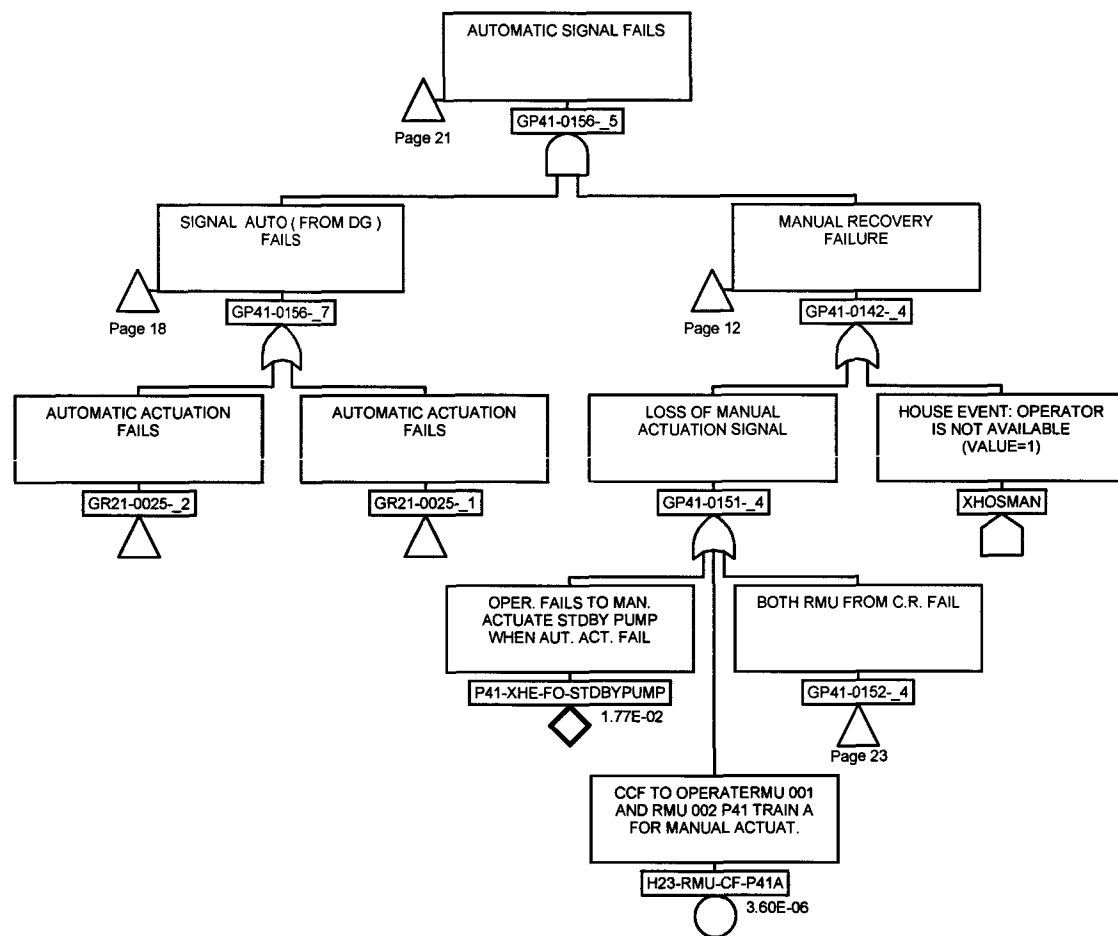 AUTOMATIC SIGNAL FAILS
Page 21
GP41-0156-_5
SIGNAL AUTO ( FROM DG )
FAILS
Page 18
GP41-0156-_7
MANUAL RECOVERY
FAILURE
Page 12
GP41-0142-_4
AUTOMATIC ACTUATION
FAILS
GR21-0025-_2
AUTOMATIC ACTUATION
FAILS
GR21-0025-_1
LOSS OF MANUAL
ACTUATION SIGNAL
GP41-0151-_4
HOUSE EVENT: OPERATOR
IS NOT AVAILABLE
(VALUE=1)
XHOSMAN
OPER. FAILS TO MAN.
ACTUATE STDBY PUMP
WHEN AUT. ACT. FAIL
P41-XHE-FO-STDBYPUMP
1.77E-02
BOTH RMU FROM C.R. FAIL
GP41-0152-_4
Page 23
CCF TO OPERATERMU 001
AND RMU 002 P41 TRAIN A
FOR MANUAL ACTUAT.
H23-RMU-CF-P41A
3.60E-06